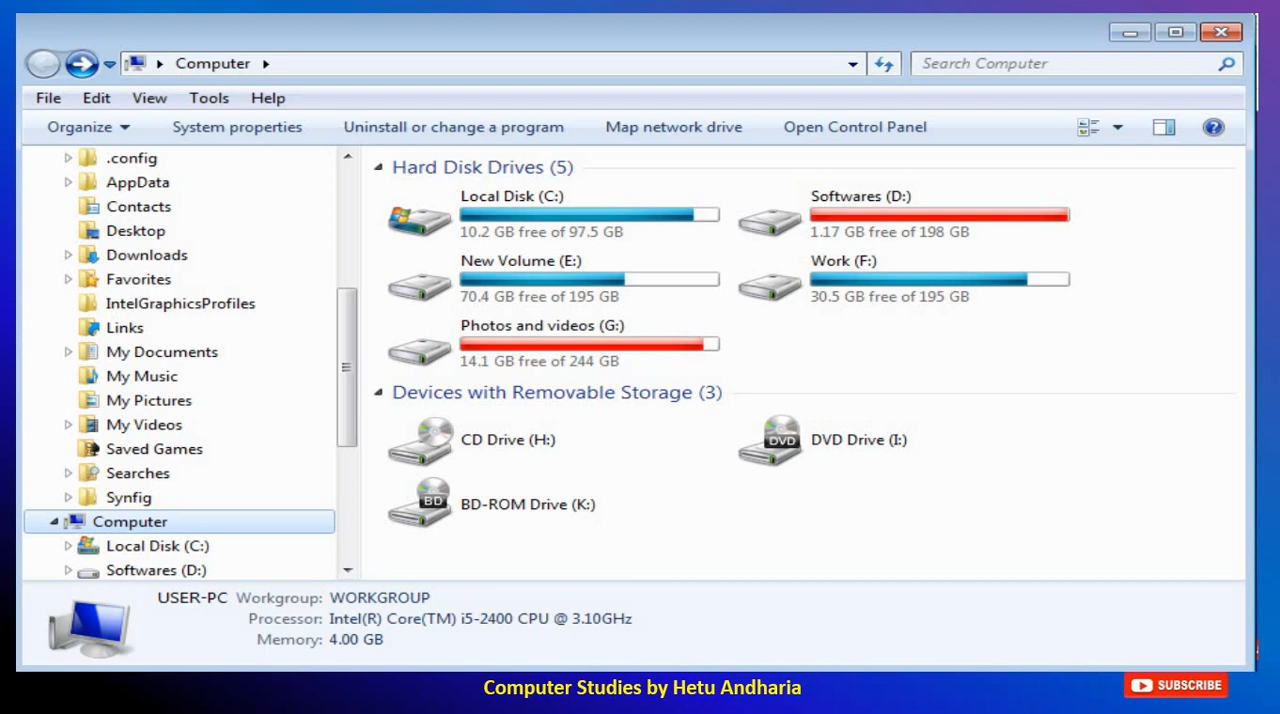 Computer
Search Computer
File Edit View Tools Help
Organize System properties Uninstall or change a program Map network drive Open Control Panel
.config
AppData
Contacts
Desktop
Downloads
Favorites
IntelGraphicsProfiles
Links
My Documents
My Music
My Pictures
My Videos
Saved Games
Searches
Synfig
Computer
Local Disk (C:)
Softwares (D:)
Hard Disk Drives (5)
Local Disk (C:)
10.2 GB free of 97.5 GB
Softwares (D:)
1.17 GB free of 198 GB
New Volume (E:)
70.4 GB free of 195 GB
Work (F:)
30.5 GB free of 195 GB
Photos and videos (G:)
14.1 GB free of 244 GB
Devices with Removable Storage (3)
CD Drive (H:)
DVD
DVD Drive (I:)
BD
BD-ROM Drive (K:)
USER-PC Workgroup: WORKGROUP
Processor: Intel(R) Core(TM) i5-2400 CPU @ 3.10GHz
Memory: 4.00 GB
Computer Studies by Hetu Andharia
SUBSCRIBE